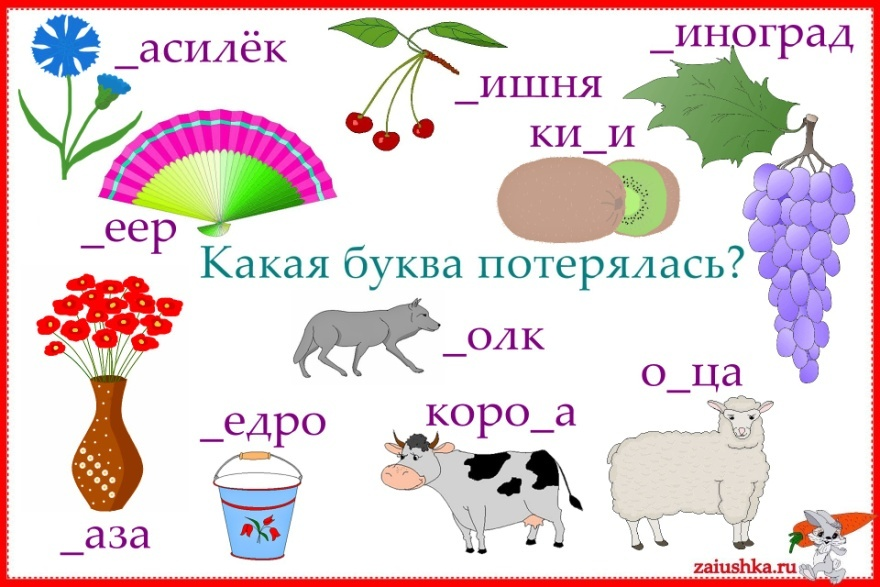 _асилёк
_ишня
_иноград
ки_и
_еер
Какая буква потерялась?
_олк
о_ца
_едро
коро_а
_аза
zaiushka.ru